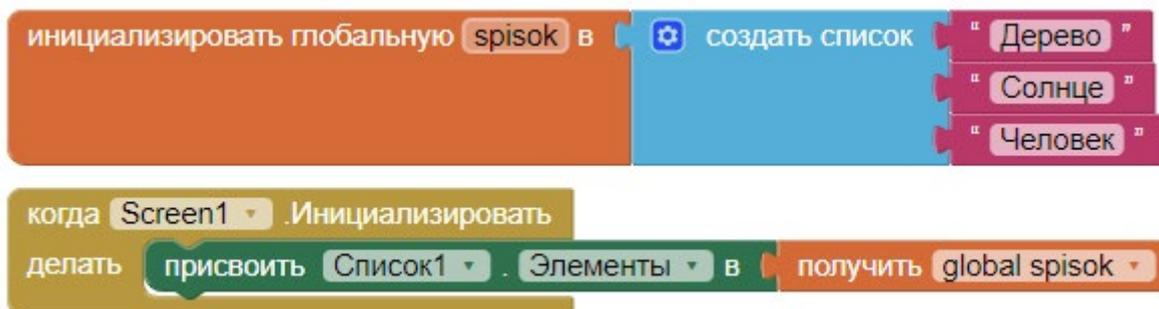 инициализировать глобальную spisok в создать список " Дерево "
" Солнце "
" Человек "
когда Screen1 .Инициализировать
делать присвоить Список1 . Элементы в получить global spisok